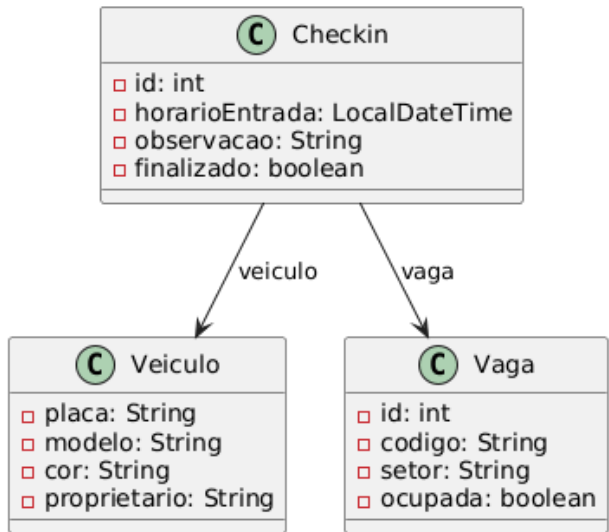 C Checkin
id: int
horarioEntrada: LocalDateTime
observacao: String
finalizado: boolean
veiculo
vaga
C Veiculo
placa: String
modelo: String
cor: String
proprietario: String
C Vaga
id: int
codigo: String
setor: String
ocupada: boolean